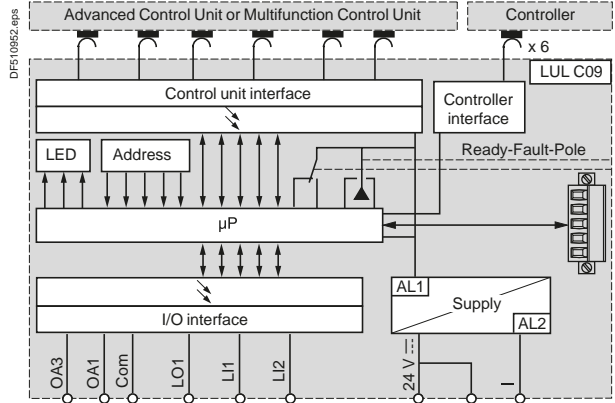 Advanced Control Unit or Multifunction Control Unit
Controller
DF510952.eps
x 6
LUL C09
Control unit interface
Controller
interface
Ready-Fault-Pole
LED
Address
µP
I/O interface
AL1
Supply
AL2
OA3
OA1
Com
LO1
LI1
LI2
24 V
I